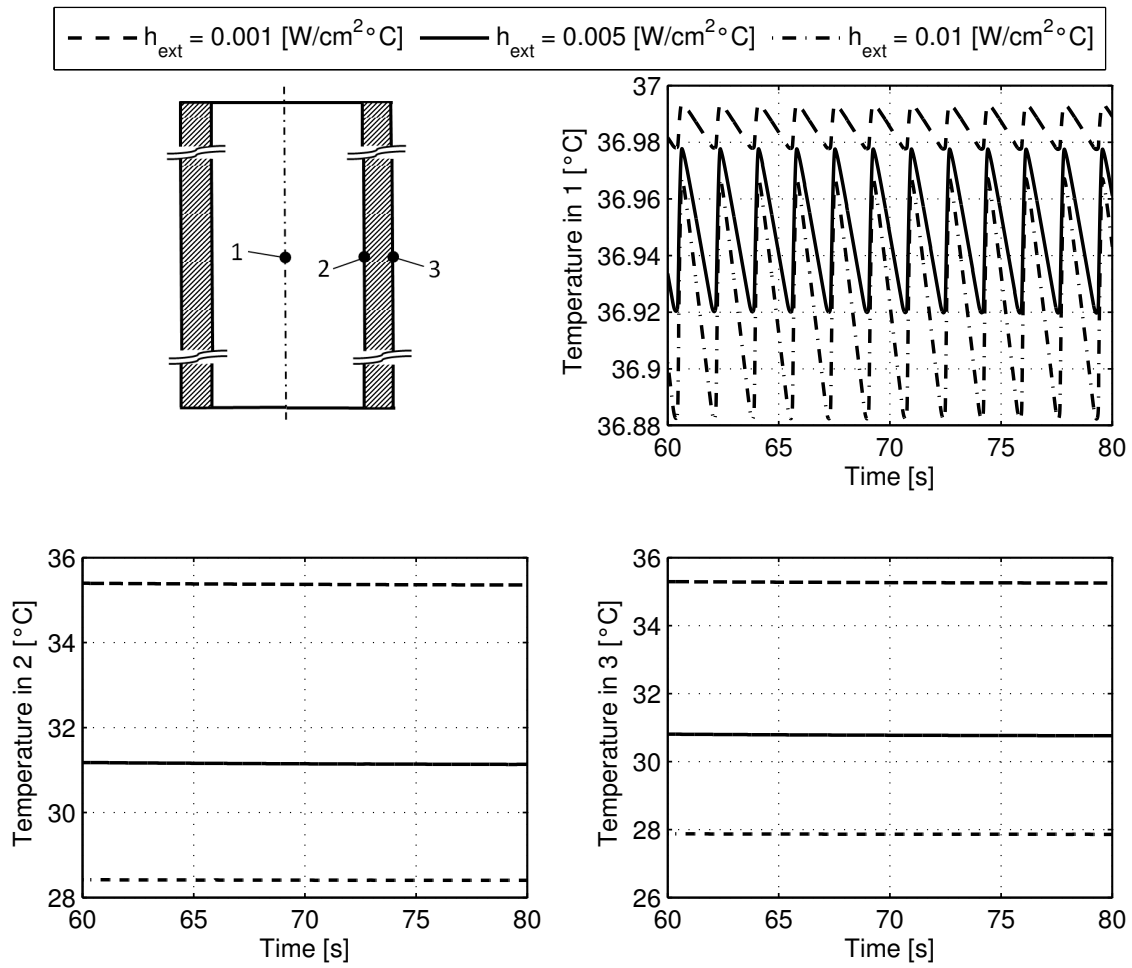 h_ext = 0.001 [W/cm²°C] h_ext = 0.005 [W/cm²°C] h_ext = 0.01 [W/cm²°C]
1
2
3
Temperature in 1 [°C]
37
36.98
36.96
36.94
36.92
36.9
36.88
60 65 70 75 80
Time [s]
Temperature in 2 [°C]
36
34
32
30
28
60 65 70 75 80
Time [s]
Temperature in 3 [°C]
36
34
32
30
28
26
60 65 70 75 80
Time [s]